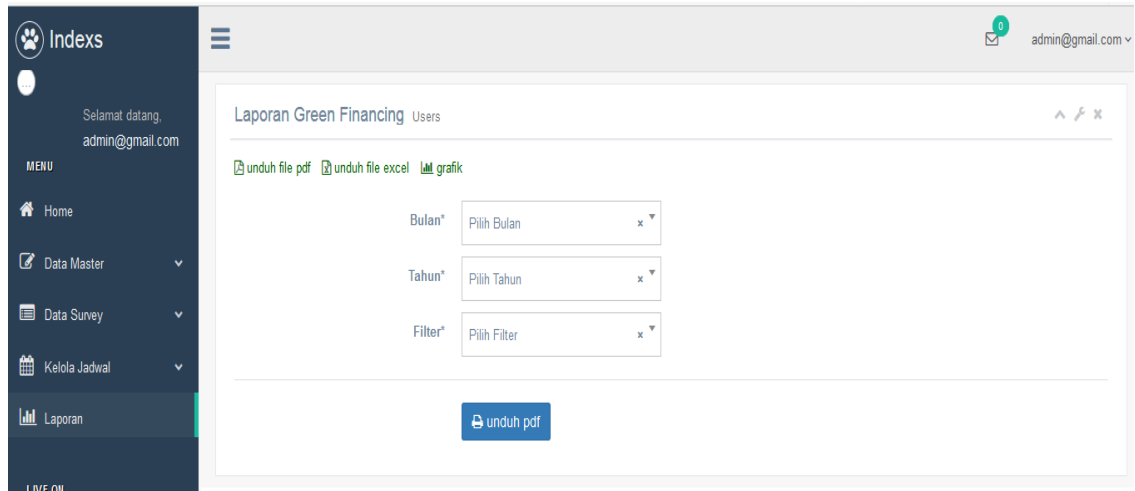 Indexs
0
admin@gmail.com
Selamat datang,
admin@gmail.com
MENU
Home
Data Master
Data Survey
Kelola Jadwal
Laporan
LIVE ON
Laporan Green Financing Users
unduh file pdf unduh file excel grafik
Bulan* Pilih Bulan x
Tahun* Pilih Tahun x
Filter* Pilih Filter x
unduh pdf